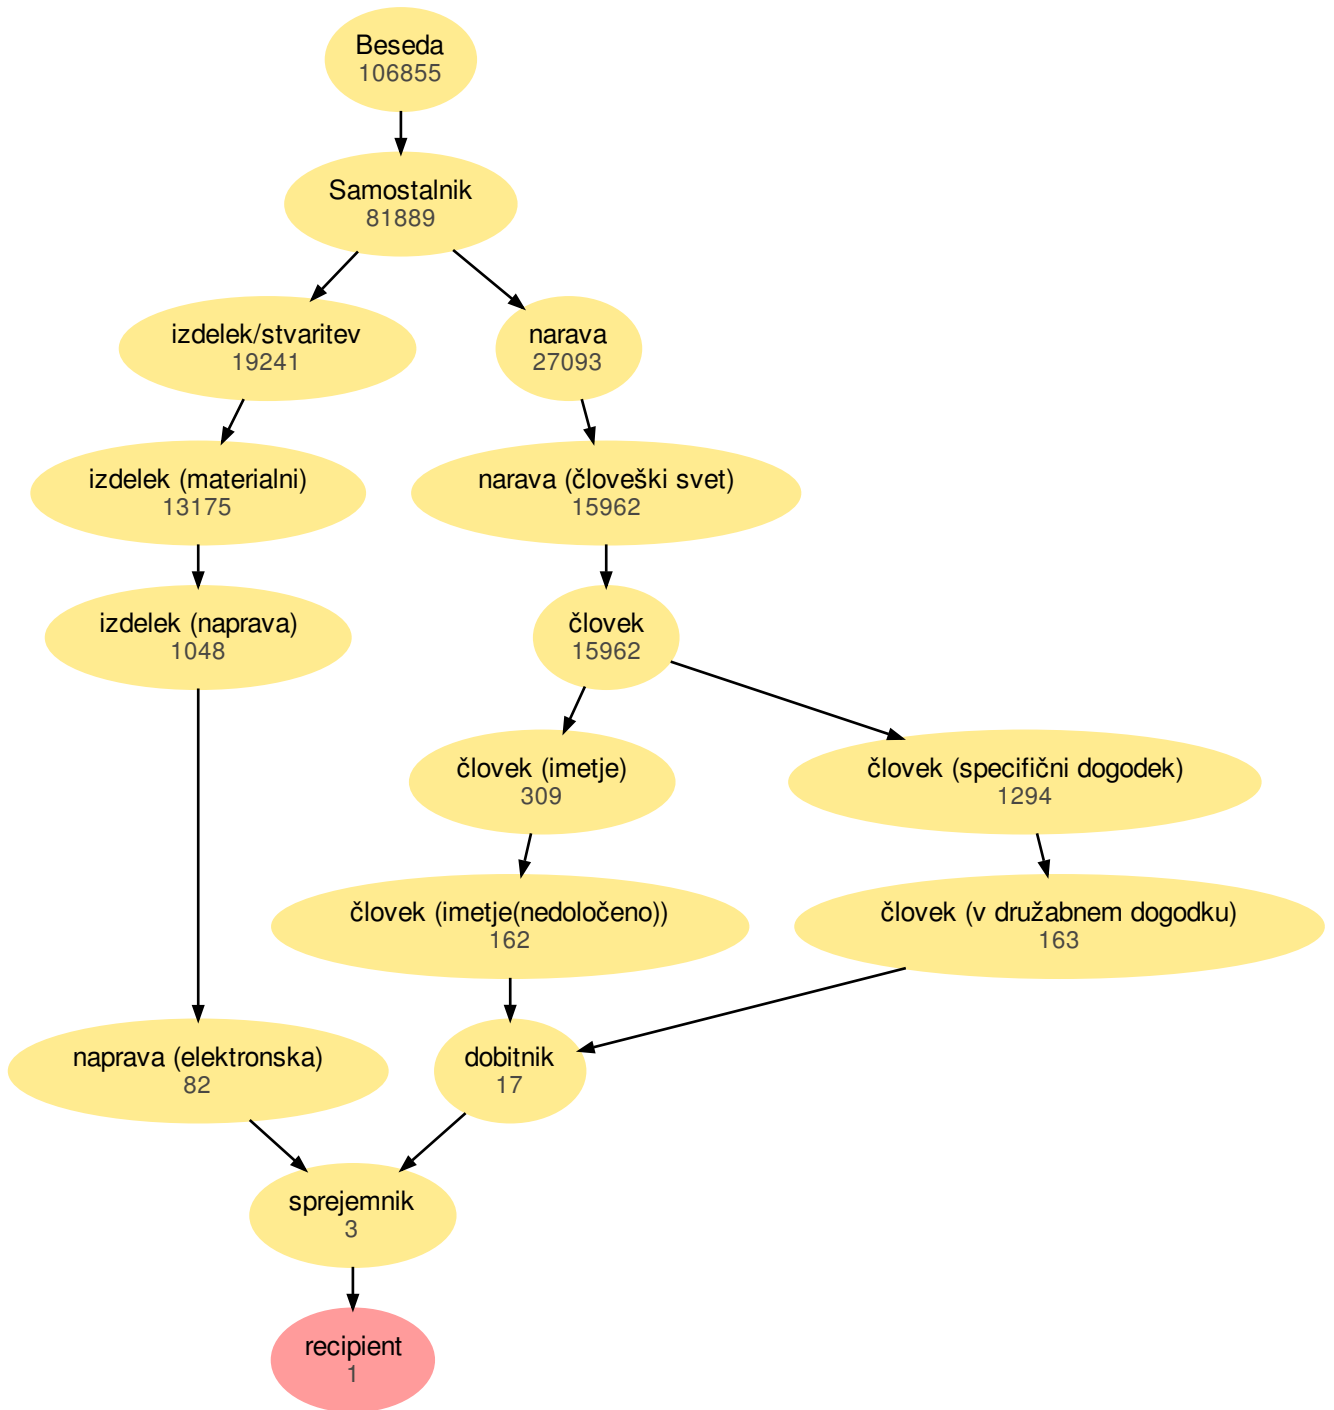 Beseda
106855
Samostalnik
81889
izdelek/stvaritev
19241
narava
27093
izdelek (materialni)
13175
narava (človeški svet)
15962
izdelek (naprava)
1048
človek
15962
človek (imetje)
309
človek (specifični dogodek)
1294
človek (imetje(nedoločeno))
162
človek (v družabnem dogodku)
163
naprava (elektronska)
82
dobitnik
17
sprejemnik
3
recipient
1